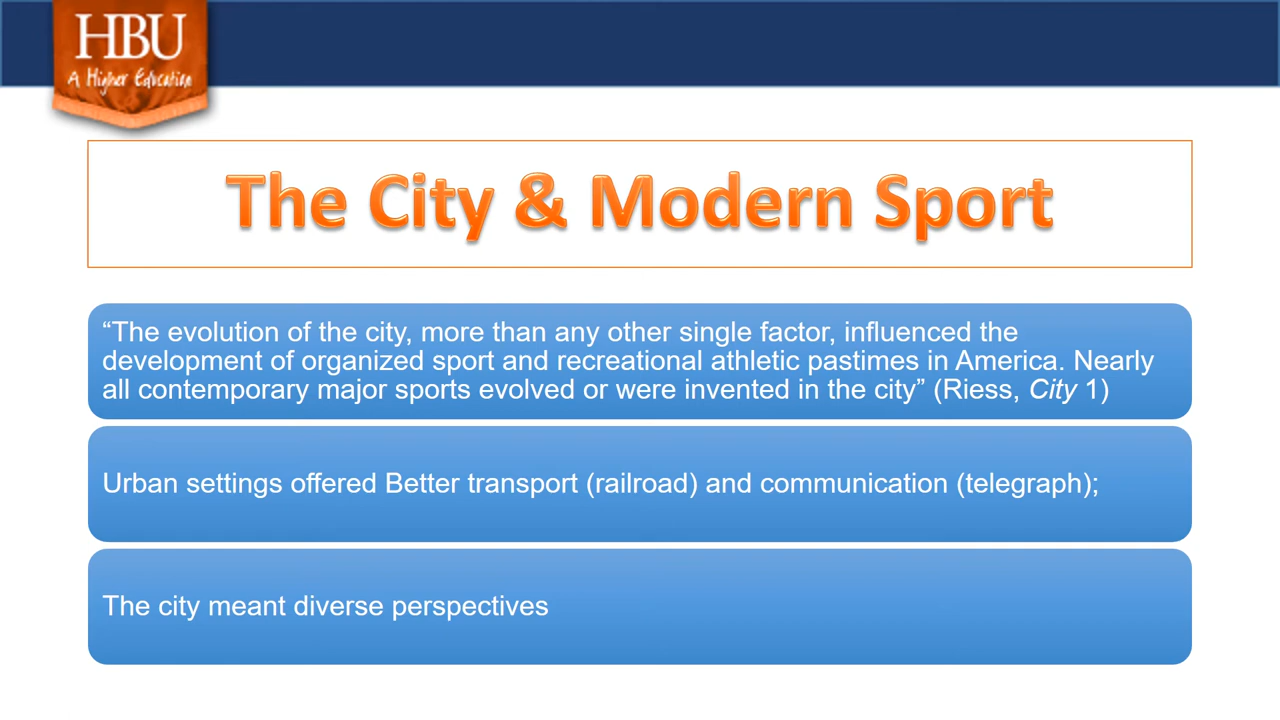 HBU
A Higher Education
The City & Modern Sport
“The evolution of the city, more than any other single factor, influenced the
development of organized sport and recreational athletic pastimes in America. Nearly
all contemporary major sports evolved or were invented in the city” (Riess, City 1)
Urban settings offered Better transport (railroad) and communication (telegraph);
The city meant diverse perspectives